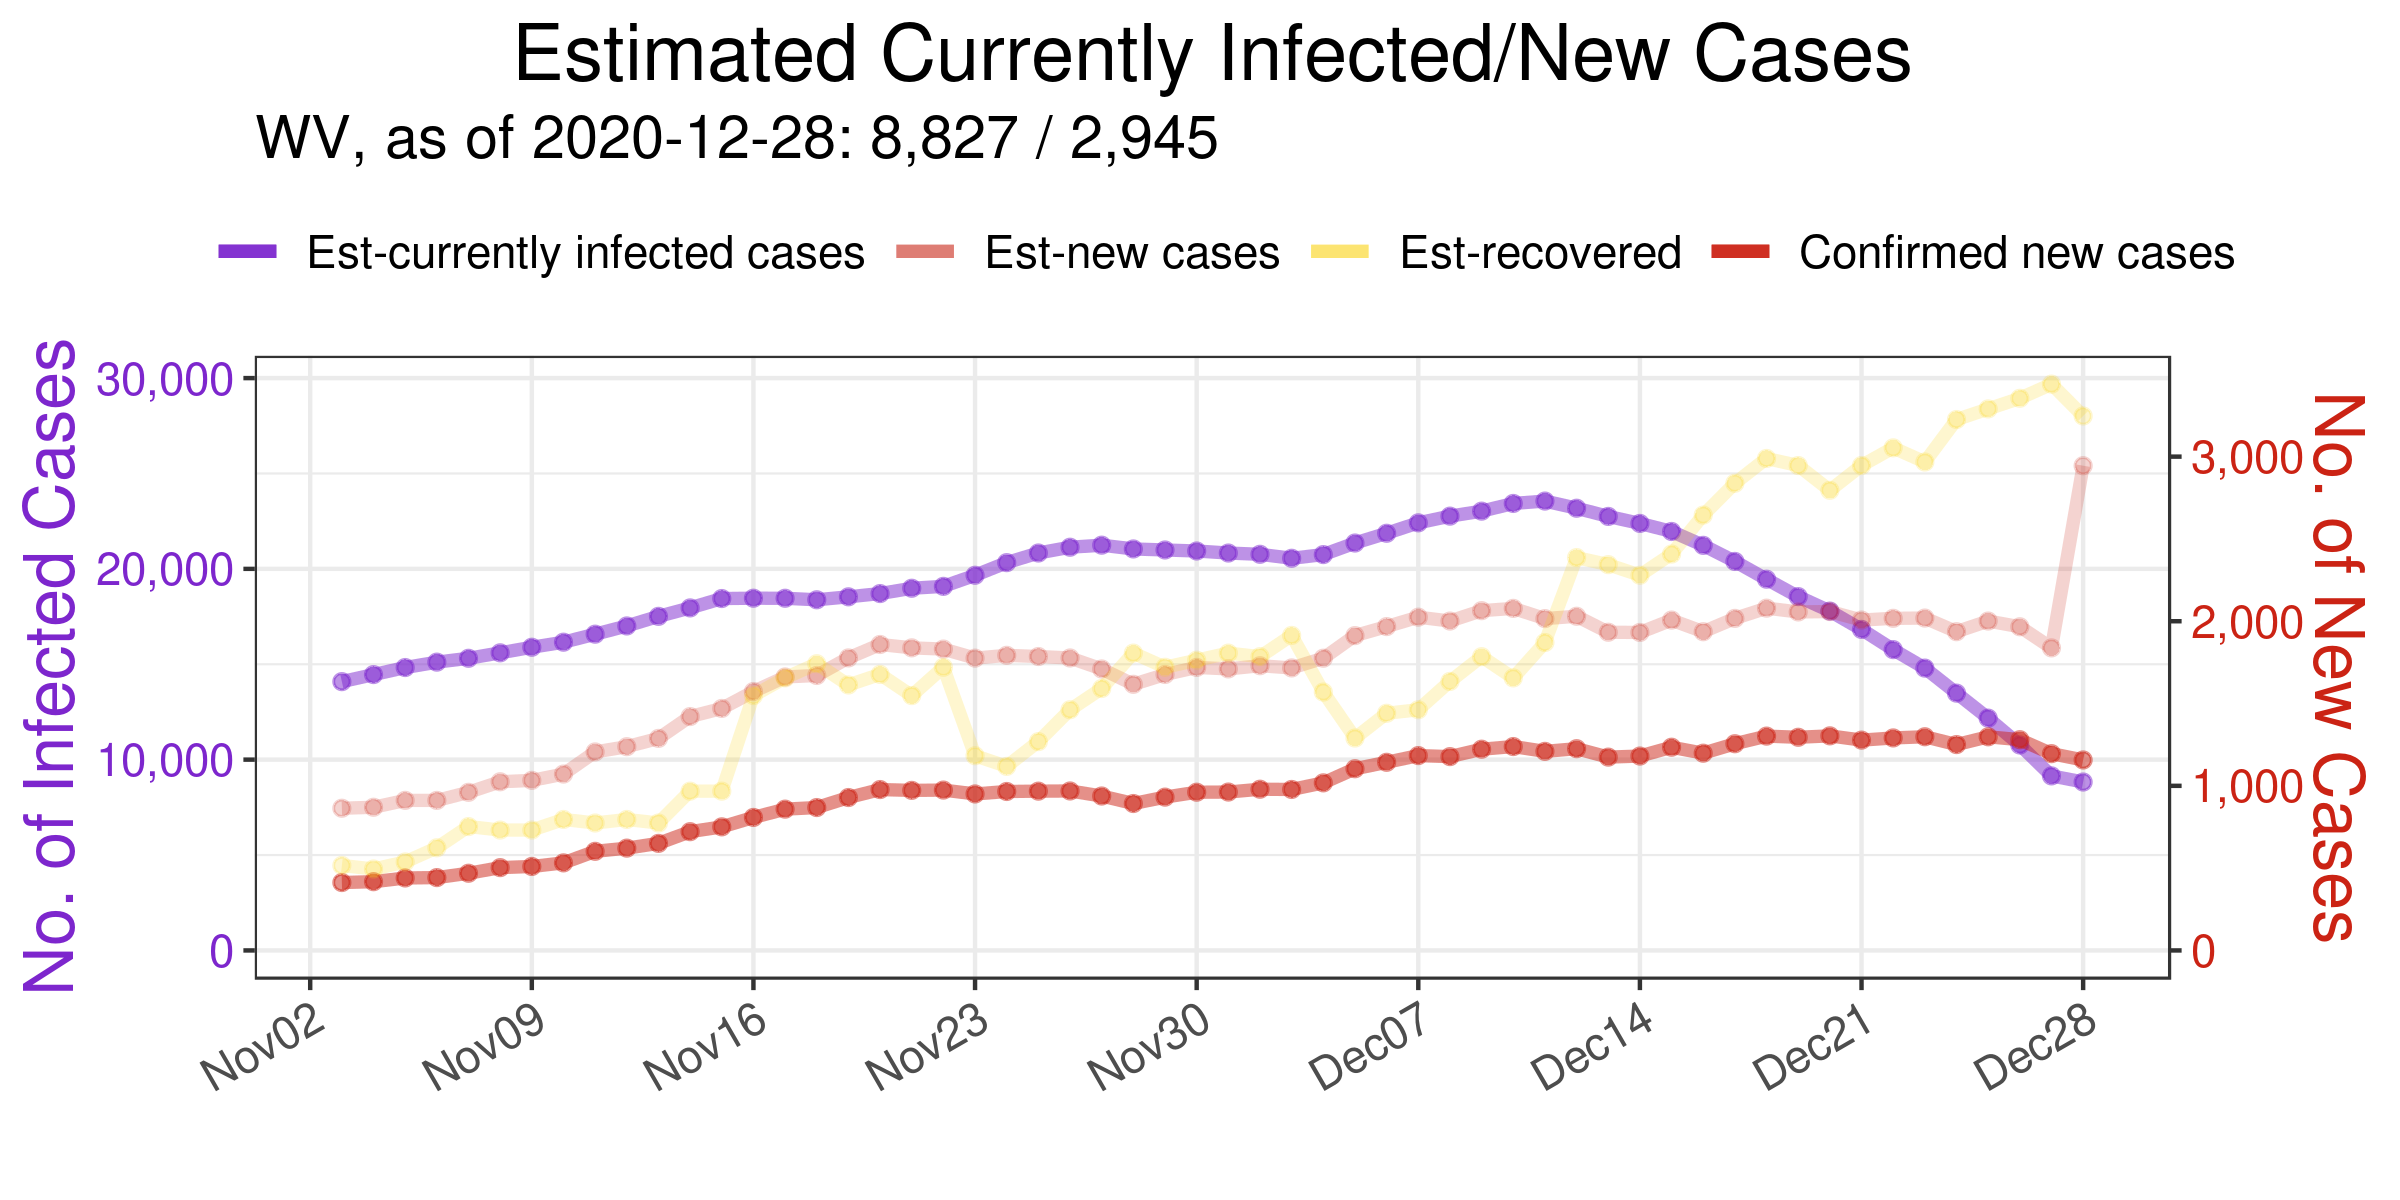 Estimated Currently Infected/New Cases
WV, as of 2020-12-28: 8,827 / 2,945
Est-currently infected cases Est-new cases Est-recovered Confirmed new cases
No. of Infected Cases
30,000
20,000
10,000
0
3,000
2,000
1,000
0
No. of New Cases
Nov02 Nov09 Nov16 Nov23 Nov30 Dec07 Dec14 Dec21 Dec28